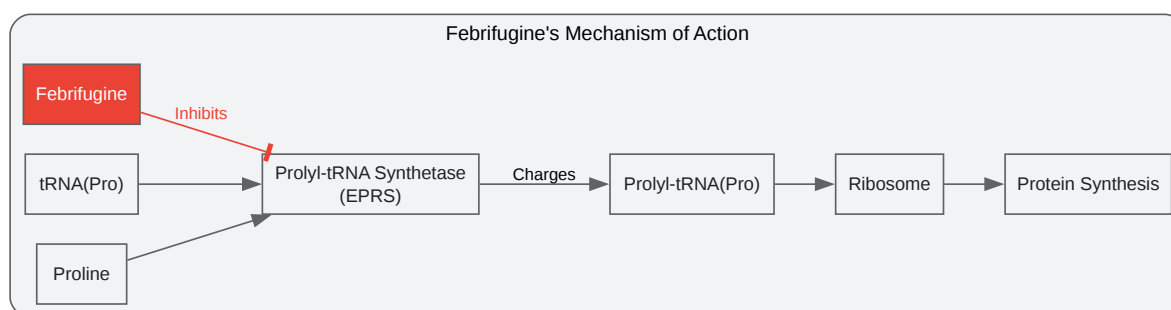 Febrifugine's Mechanism of Action
Febrifugine
Inhibits
tRNA(Pro)
Prolyl-tRNA Synthetase
(EPRS)
Charges
Prolyl-tRNA(Pro)
Ribosome
Protein Synthesis
Proline